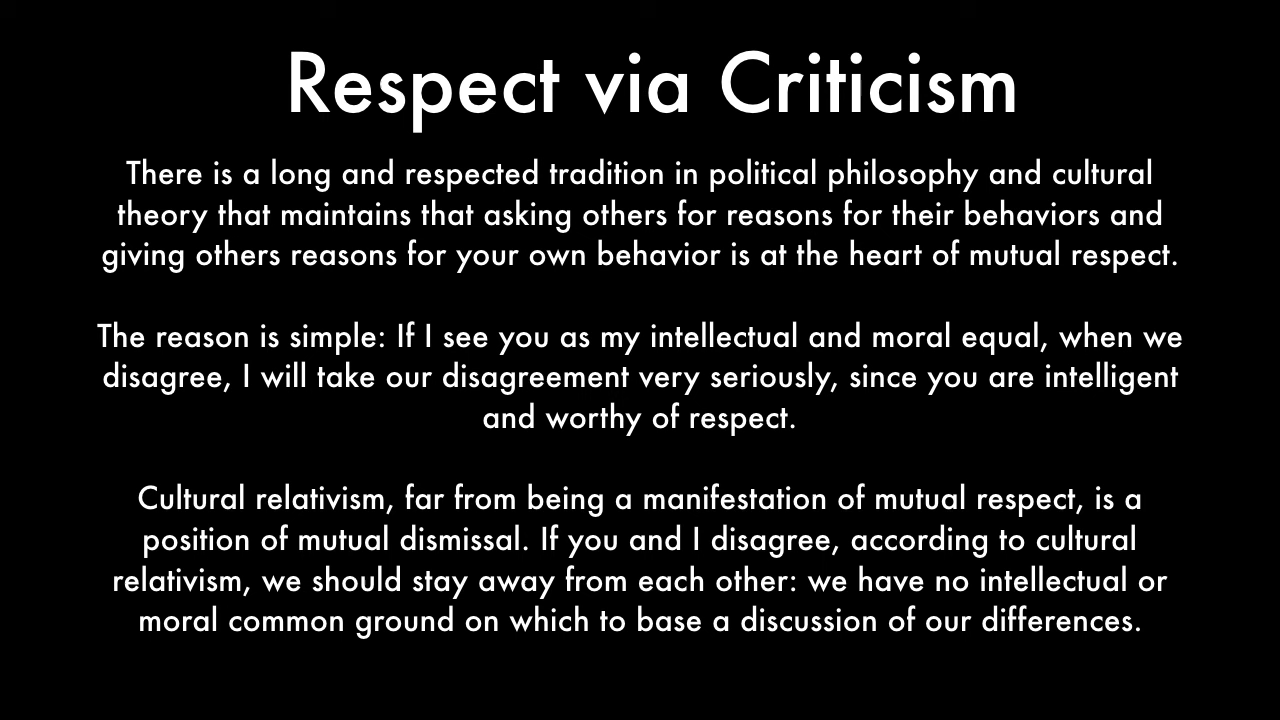 Respect via Criticism
There is a long and respected tradition in political philosophy and cultural
theory that maintains that asking others for reasons for their behaviors and
giving others reasons for your own behavior is at the heart of mutual respect.
The reason is simple: If I see you as my intellectual and moral equal, when we
disagree, I will take our disagreement very seriously, since you are intelligent
and worthy of respect.
Cultural relativism, far from being a manifestation of mutual respect, is a
position of mutual dismissal. If you and I disagree, according to cultural
relativism, we should stay away from each other: we have no intellectual or
moral common ground on which to base a discussion of our differences.